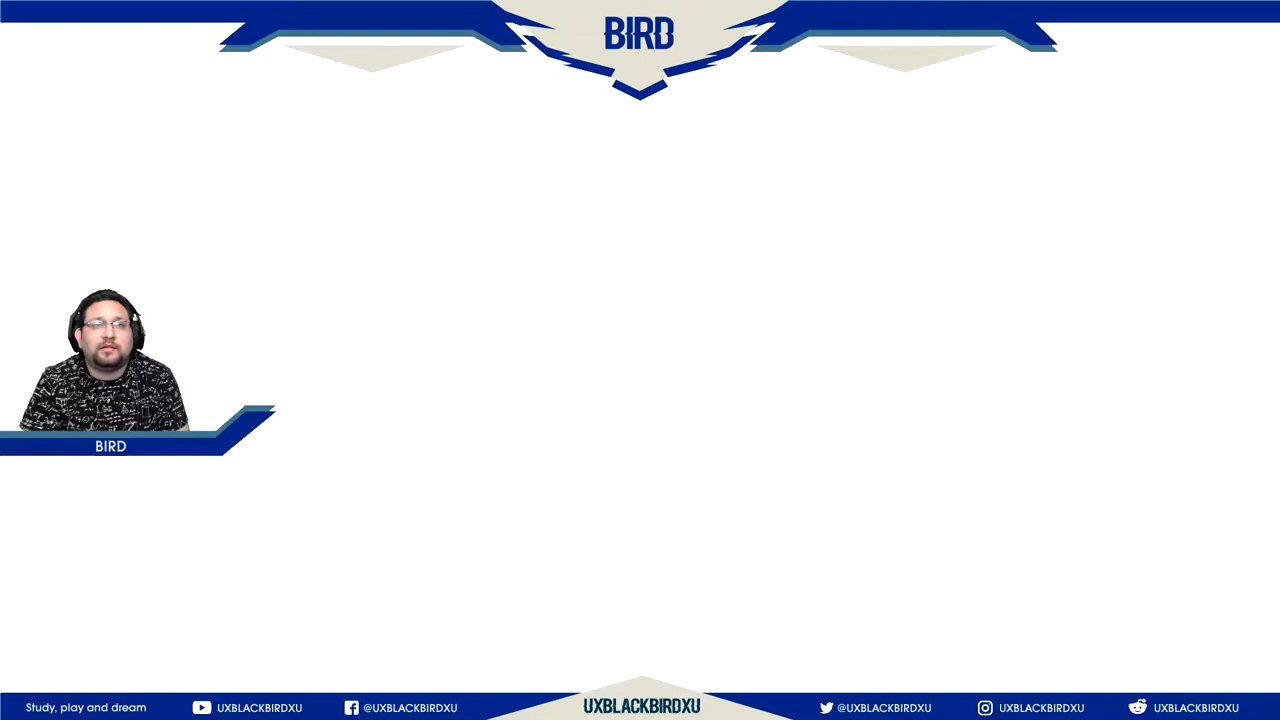 BIRD
BIRD
Study, play and dream
UXBLACKBIRDXU
@UXBLACKBIRDXU
UXBLACKBIRDXU
@UXBLACKBIRDXU
UXBLACKBIRDXU
UXBLACKBIRDXU